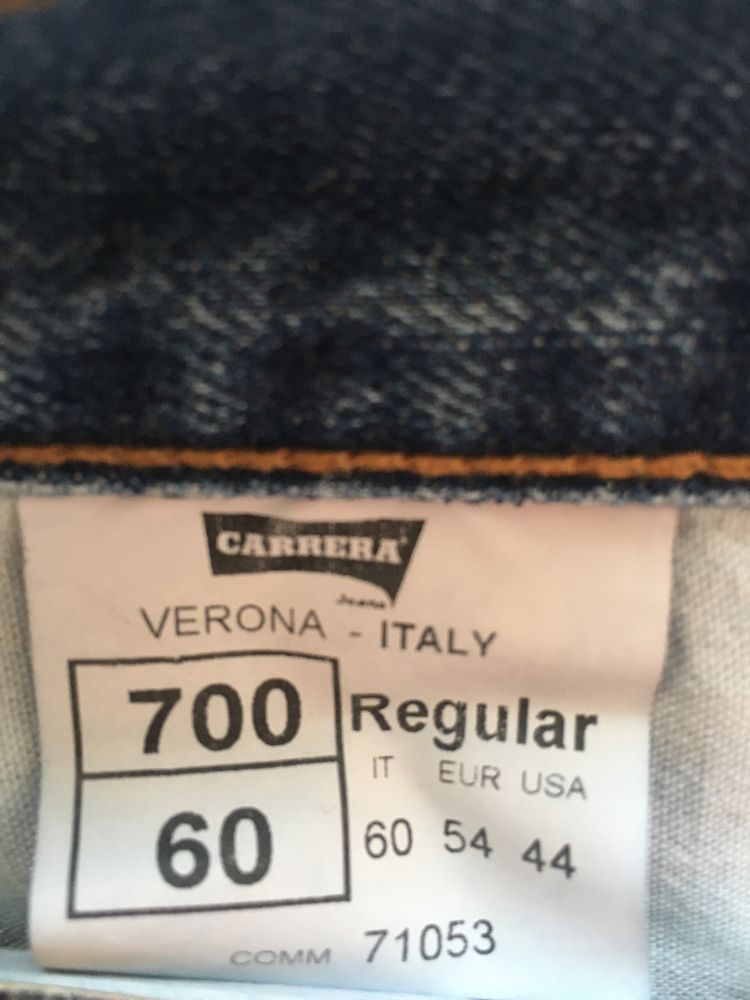 CARRERA
Jeans
VERONA - ITALY
700 Regular
IT EUR USA
60 60 54 44
COMM 71053